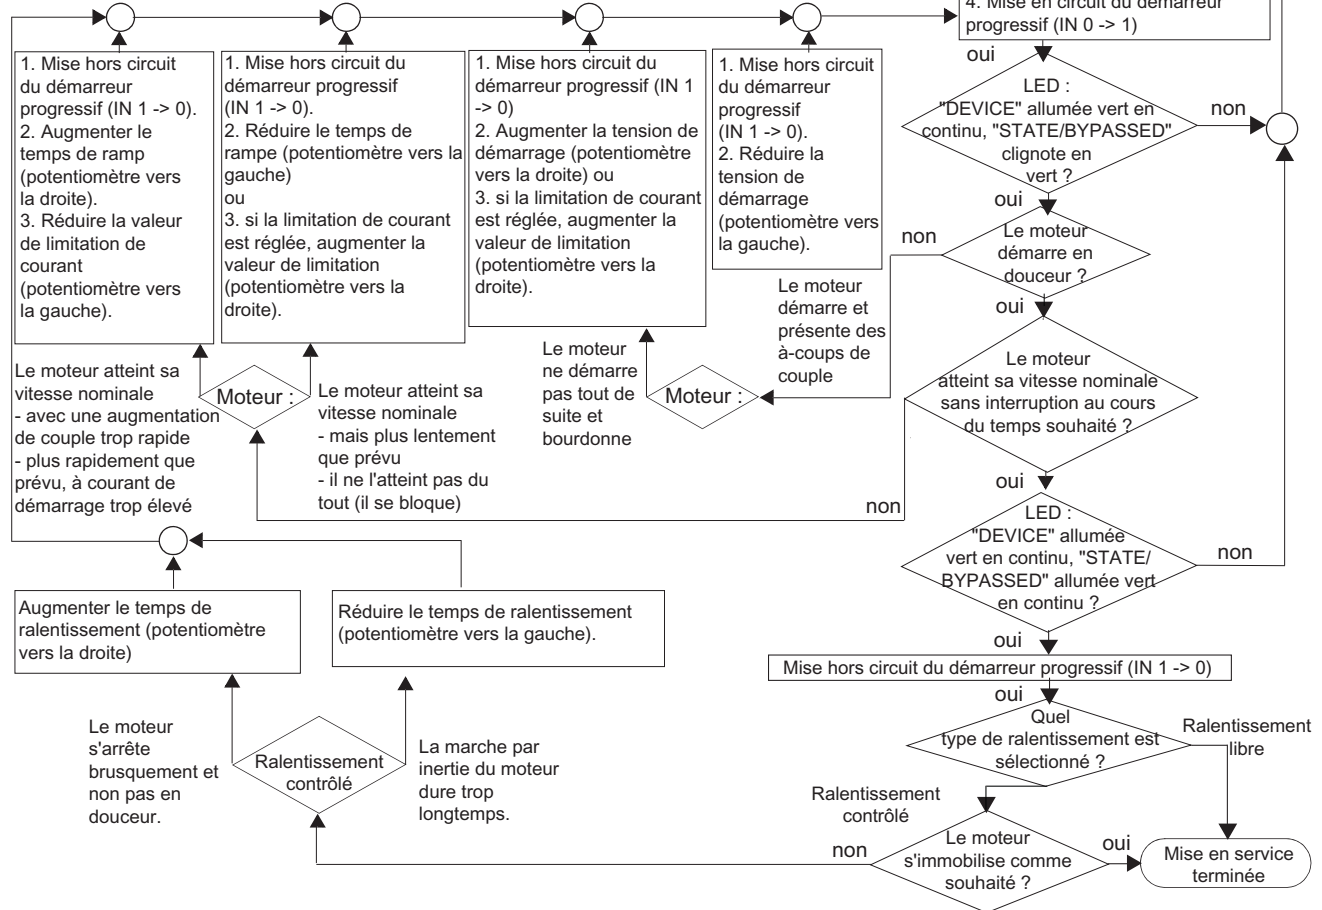 4. Mise en circuit du démarreur
progressif (IN 0 -> 1)
1. Mise hors circuit
du démarreur
progressif (IN 1 -> 0).
2. Augmenter le
temps de ramp
(potentiomètre vers
la droite).
3. Réduire la valeur
de limitation de
courant
(potentiomètre vers
la gauche).
1. Mise hors circuit du
démarreur progressif
(IN 1 -> 0).
2. Réduire le temps de
rampe (potentiomètre vers la
gauche)
ou
3. si la limitation de courant
est réglée, augmenter la
valeur de limitation
(potentiomètre vers la
droite).
1. Mise hors circuit du
démarreur progressif (IN 1
-> 0)
2. Augmenter la tension de
démarrage (potentiomètre
vers la droite) ou
3. si la limitation de courant
est réglée, augmenter la
valeur de limitation
(potentiomètre vers la
droite).
1. Mise hors circuit
du démarreur
progressif
(IN 1 -> 0).
2. Réduire la
tension de
démarrage
(potentiomètre vers
la gauche).
oui
LED :
"DEVICE" allumée vert en
continu, "STATE/BYPASSED"
clignote en
vert ?
non
oui
Le moteur
démarre en
douceur ?
non
oui
Le moteur
démarre et
présente des
à-coups de
couple
Moteur :
Le moteur
ne démarre
pas tout de
suite et
bourdonne
Le moteur
atteint sa vitesse nominale
sans interruption au cours
du temps souhaité ?
non
oui
Le moteur atteint sa
vitesse nominale
- avec une augmentation
de couple trop rapide
- plus rapidement que
prévu, à courant de
démarrage trop élevé
Moteur :
Le moteur atteint sa
vitesse nominale
- mais plus lentement
que prévu
- il ne l'atteint pas du
tout (il se bloque)
LED :
"DEVICE" allumée
vert en continu, "STATE/
BYPASSED" allumée vert
en continu ?
non
oui
Augmenter le temps de
ralentissement (potentiomètre
vers la droite)
Réduire le temps de ralentissement
(potentiomètre vers la gauche).
Mise hors circuit du démarreur progressif (IN 1 -> 0)
oui
Quel
type de ralentissement est
sélectionné ?
Ralentissement
libre
Ralentissement
contrôlé
Le moteur
s'arrête
brusquement et
non pas en
douceur.
Ralentissement
contrôlé
La marche par
inertie du moteur
dure trop
longtemps.
non
Le moteur
s'immobilise comme
souhaité ?
oui
Mise en service
terminée